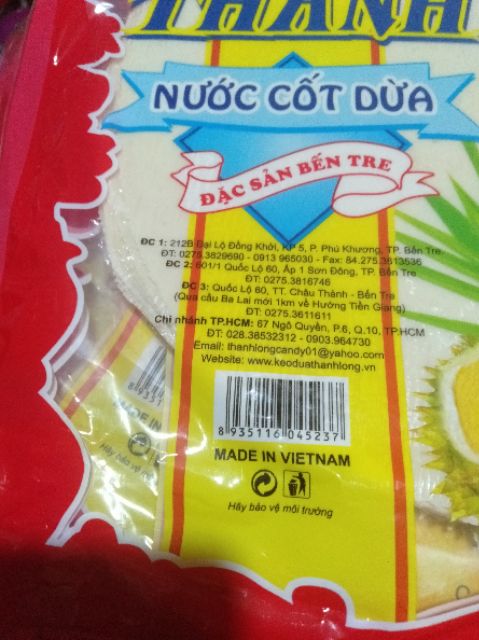 THANH
NƯỚC CỐT DỪA
ĐẶC SẢN BẾN TRE
ĐC 1: 212B Đại Lộ Đồng Khởi, KP 5, P. Phú Khương, TP. Bến Tre
ĐT: 0275.3829690 - 0913 965030 - Fax: 84.275.3813536
ĐC 2: 601/1 Quốc Lộ 60, Ấp 1 Sơn Đông, TP. Bến Tre
ĐT: 0275.3816746
ĐC 3: Quốc Lộ 60, TT. Châu Thành - Bến Tre
(Qua cầu Ba Lai mới 1km về Hướng Tiền Giang)
ĐT: 0275.3611611
Chi nhánh TP.HCM: 67 Ngô Quyền, P.6, Q.10, TP.HCM
ĐT: 028.38532312 - 0903.964730
Email: thanhlongcandy01@yahoo.com
Website: www.keoduathanhlong.vn
8 935116 045237
MADE IN VIETNAM
Hãy bảo vệ môi trường
8 9351
MADE IN
Hãy bảo vệ m